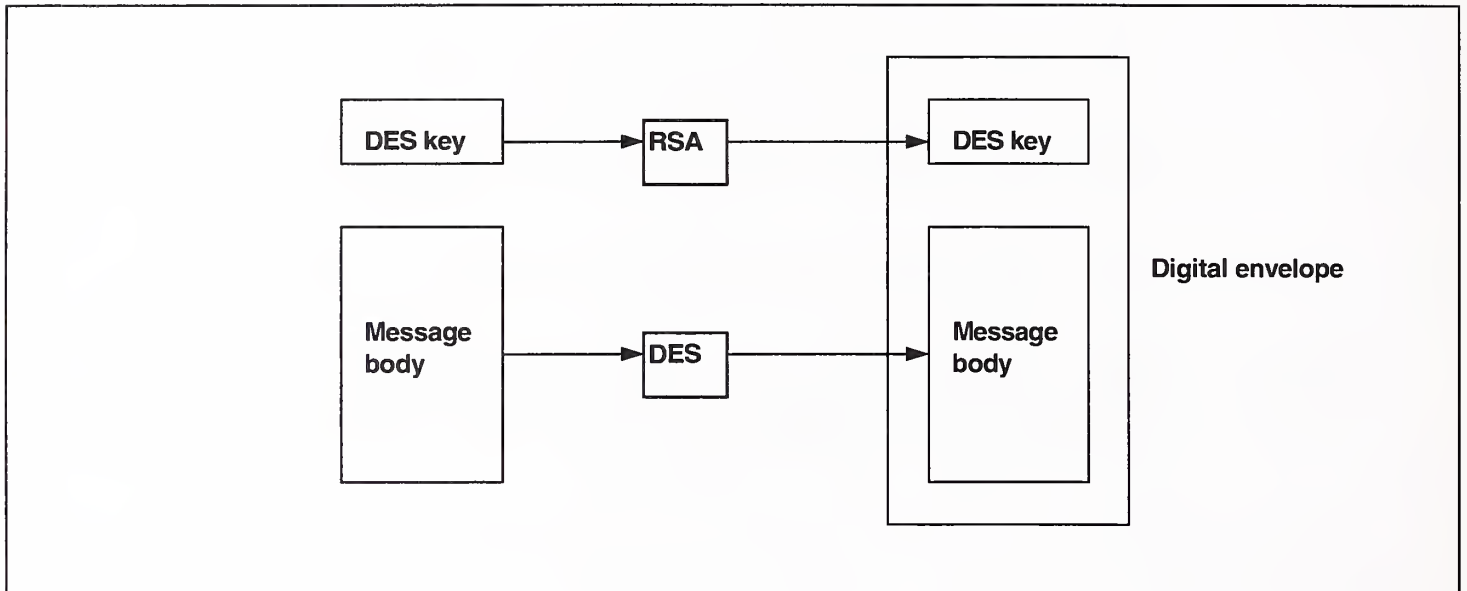 DES key
RSA
DES key
Message
body
DES
Message
body
Digital envelope